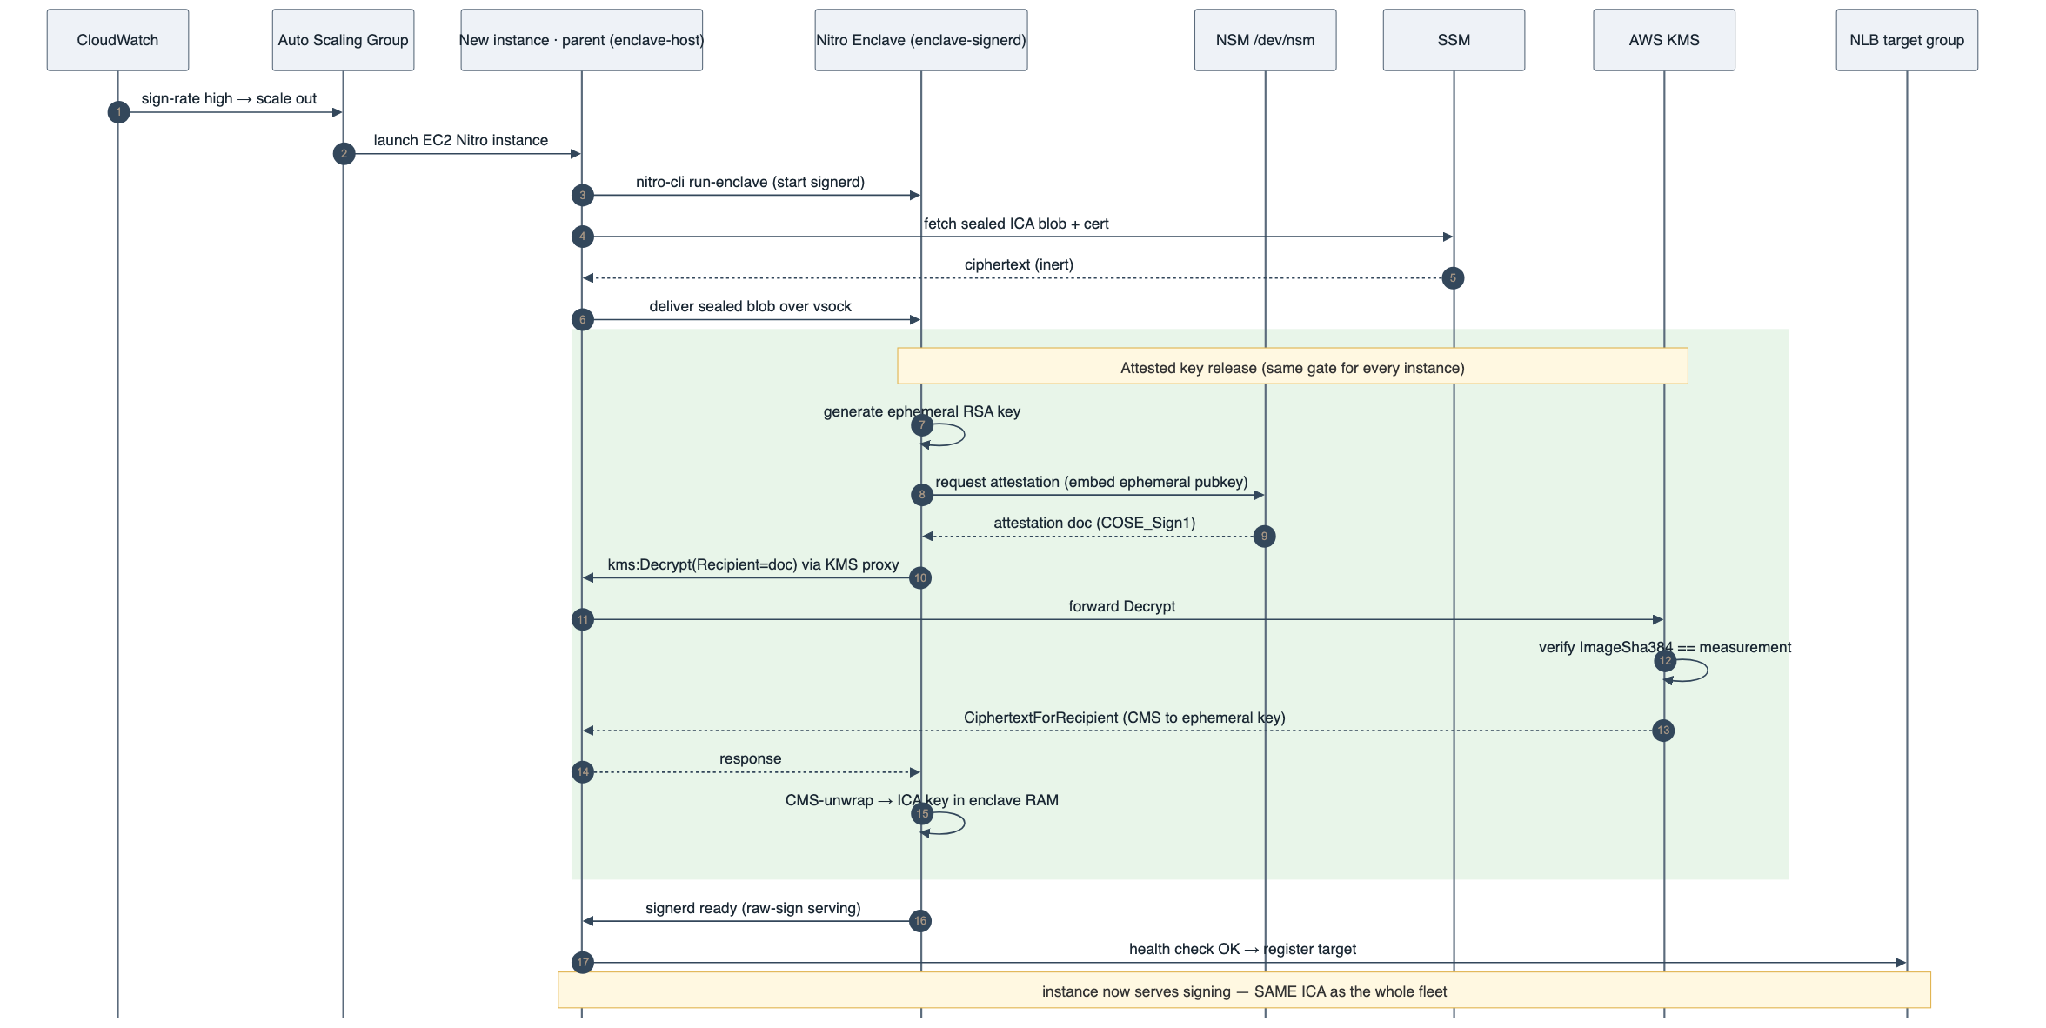 CloudWatch
Auto Scaling Group
New instance · parent (enclave-host)
Nitro Enclave (enclave-signerd)
NSM /dev/nsm
SSM
AWS KMS
NLB target group
1
sign-rate high → scale out
2
launch EC2 Nitro instance
3
nitro-cli run-enclave (start signerd)
4
fetch sealed ICA blob + cert
5
ciphertext (inert)
6
deliver sealed blob over vsock
Attested key release (same gate for every instance)
generate ephemeral RSA key
7
8
request attestation (embed ephemeral pubkey)
9
attestation doc (COSE_Sign1)
10
kms:Decrypt(Recipient=doc) via KMS proxy
11
forward Decrypt
verify ImageSha384 == measurement
12
CiphertextForRecipient (CMS to ephemeral key)
13
14
response
CMS-unwrap → ICA key in enclave RAM
15
signerd ready (raw-sign serving)
16
17
health check OK → register target
instance now serves signing — SAME ICA as the whole fleet